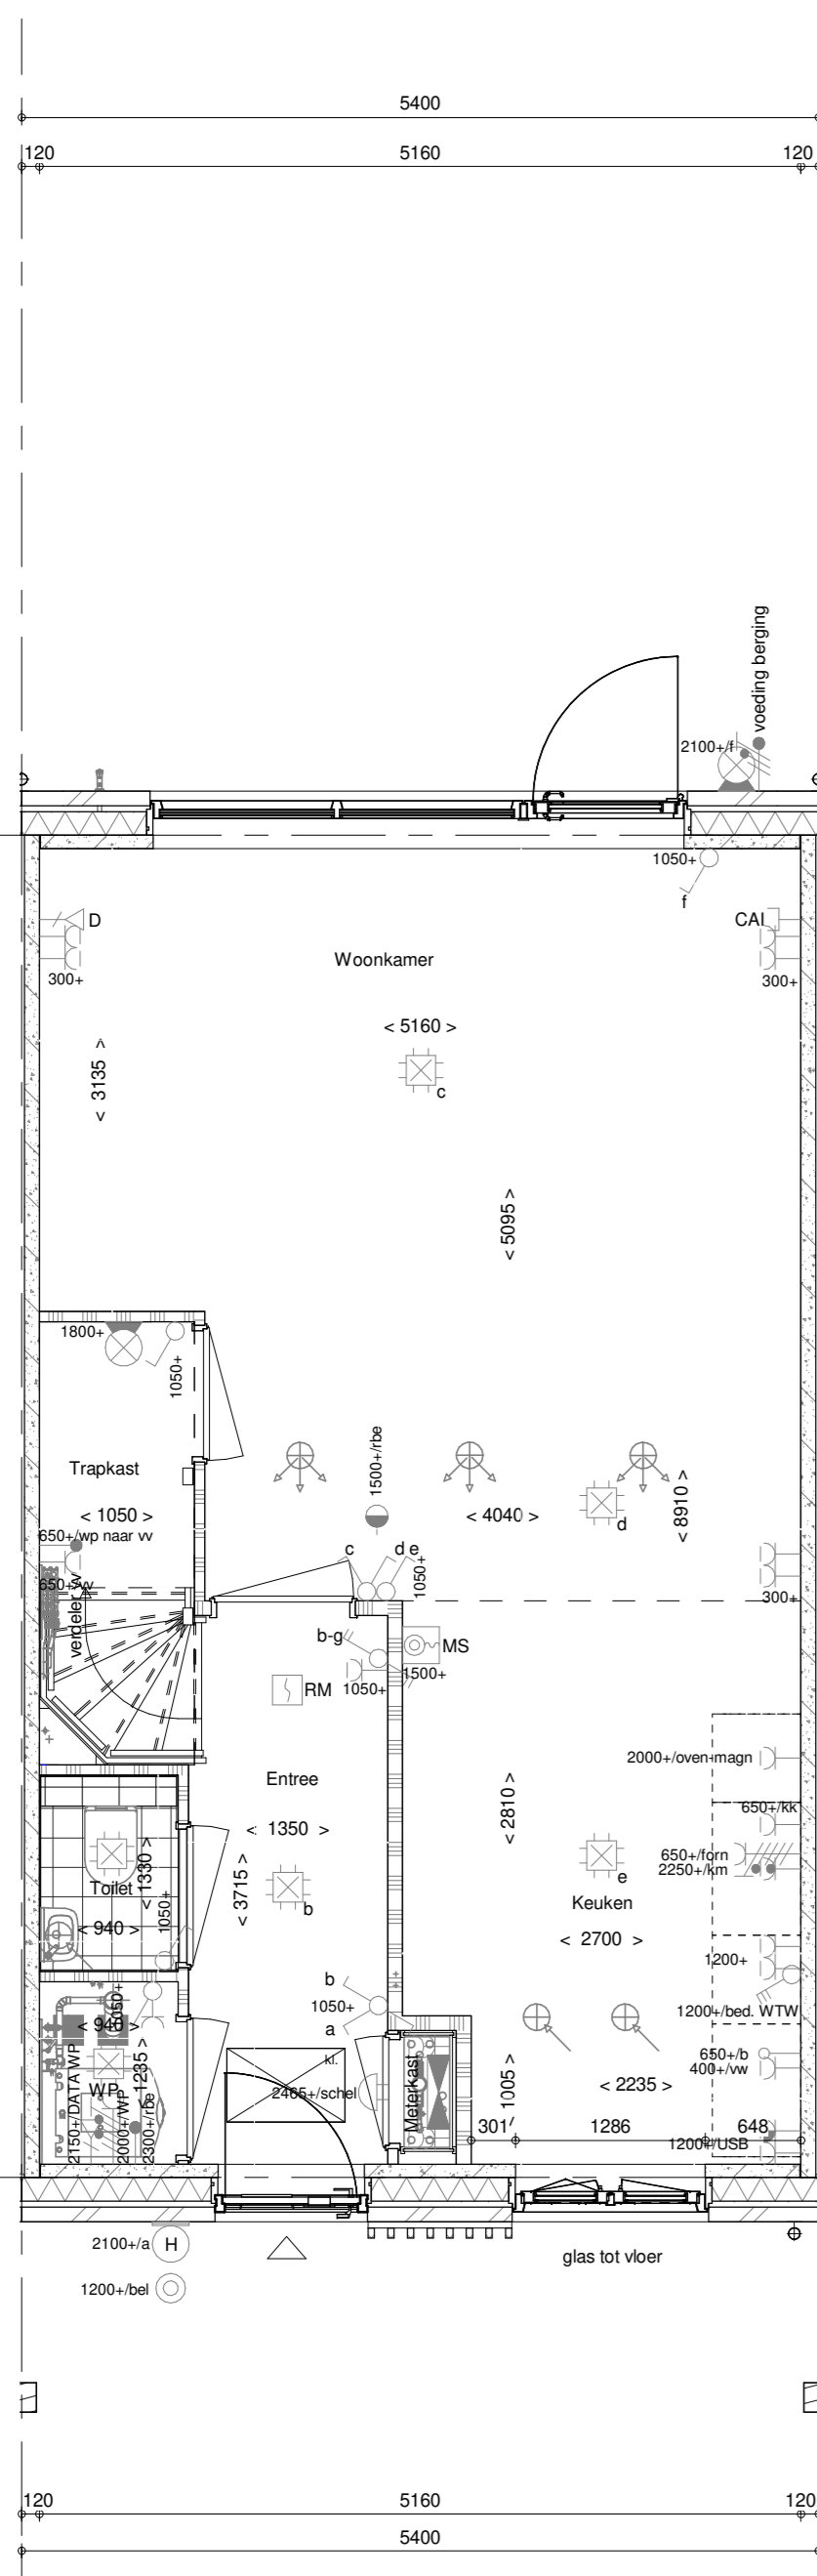 5400
120 5160 120
voeding berging
2100+/f
1050+
f
D
CAI
300+
300+
Woonkamer
< 5160 >
< 3135 >
c
< 5095 >
1800+
1050+
Trapkast
< 1050 >
1500+/rbe
< 4040 >
d
< 8910 >
650+/wp naar vv
650+/vv
verdeler vv
c
d e
1050+
300+
b-g
MS
1500+
1050+
RM
2000+/oven-magn
Entree
< 1350 >
< 2810 >
650+/kk
650+/forn
2250+/km
< 1330 >
Toilet
< 940 >
1050+
< 3715 >
b
e
Keuken
< 2700 >
1200+
b
1050+
a
1200+/bed. WTW
1050+
< 940 >
< 1235 >
WP
2150+/DATA WP
2000+/WP
2300+/rbe
kl.
2465+/schel
Meterkast
650+/b
400+/vw
< 1005 >
< 2235 >
301 1286 648
1200+/USB
2100+/a
H
1200+/bel
glas tot vloer
120 5160 120
5400